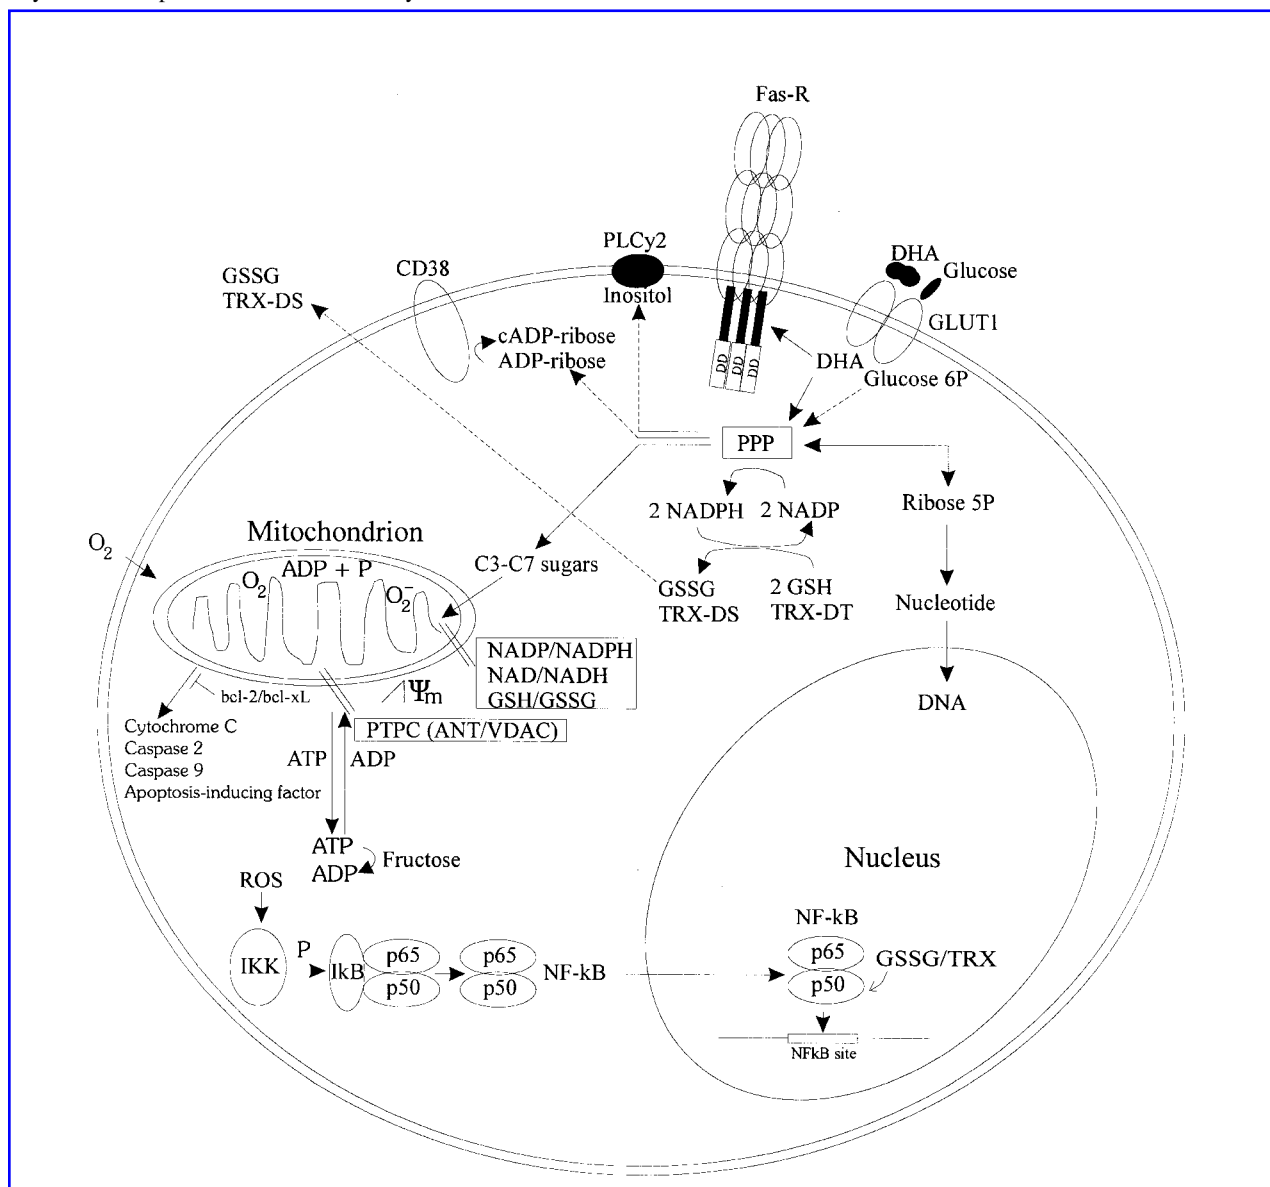 Fas-R
PLCy2
DHA
Glucose
GSSG
TRX-DS
CD38
Inositol
GLUT1
cADP-ribose
ADP-ribose
DD
DD
DD
DHA
Glucose 6P
PPP
2 NADPH 2 NADP
Ribose 5P
O2
Mitochondrion
ADP + P
O2
O2-
C3-C7 sugars
GSSG
TRX-DS
2 GSH
TRX-DT
Nucleotide
NADP/NADPH
NAD/NADH
GSH/GSSG
bcl-2/bcl-xL
Ψm
DNA
PTPC (ANT/VDAC)
Cytochrome C
Caspase 2
Caspase 9
Apoptosis-inducing factor
ATP
ADP
ATP
ADP
Fructose
Nucleus
ROS
IKK
P
IkB
p65
p50
p65
p50
NF-kB
NF-kB
p65
p50
GSSG/TRX
NFkB site